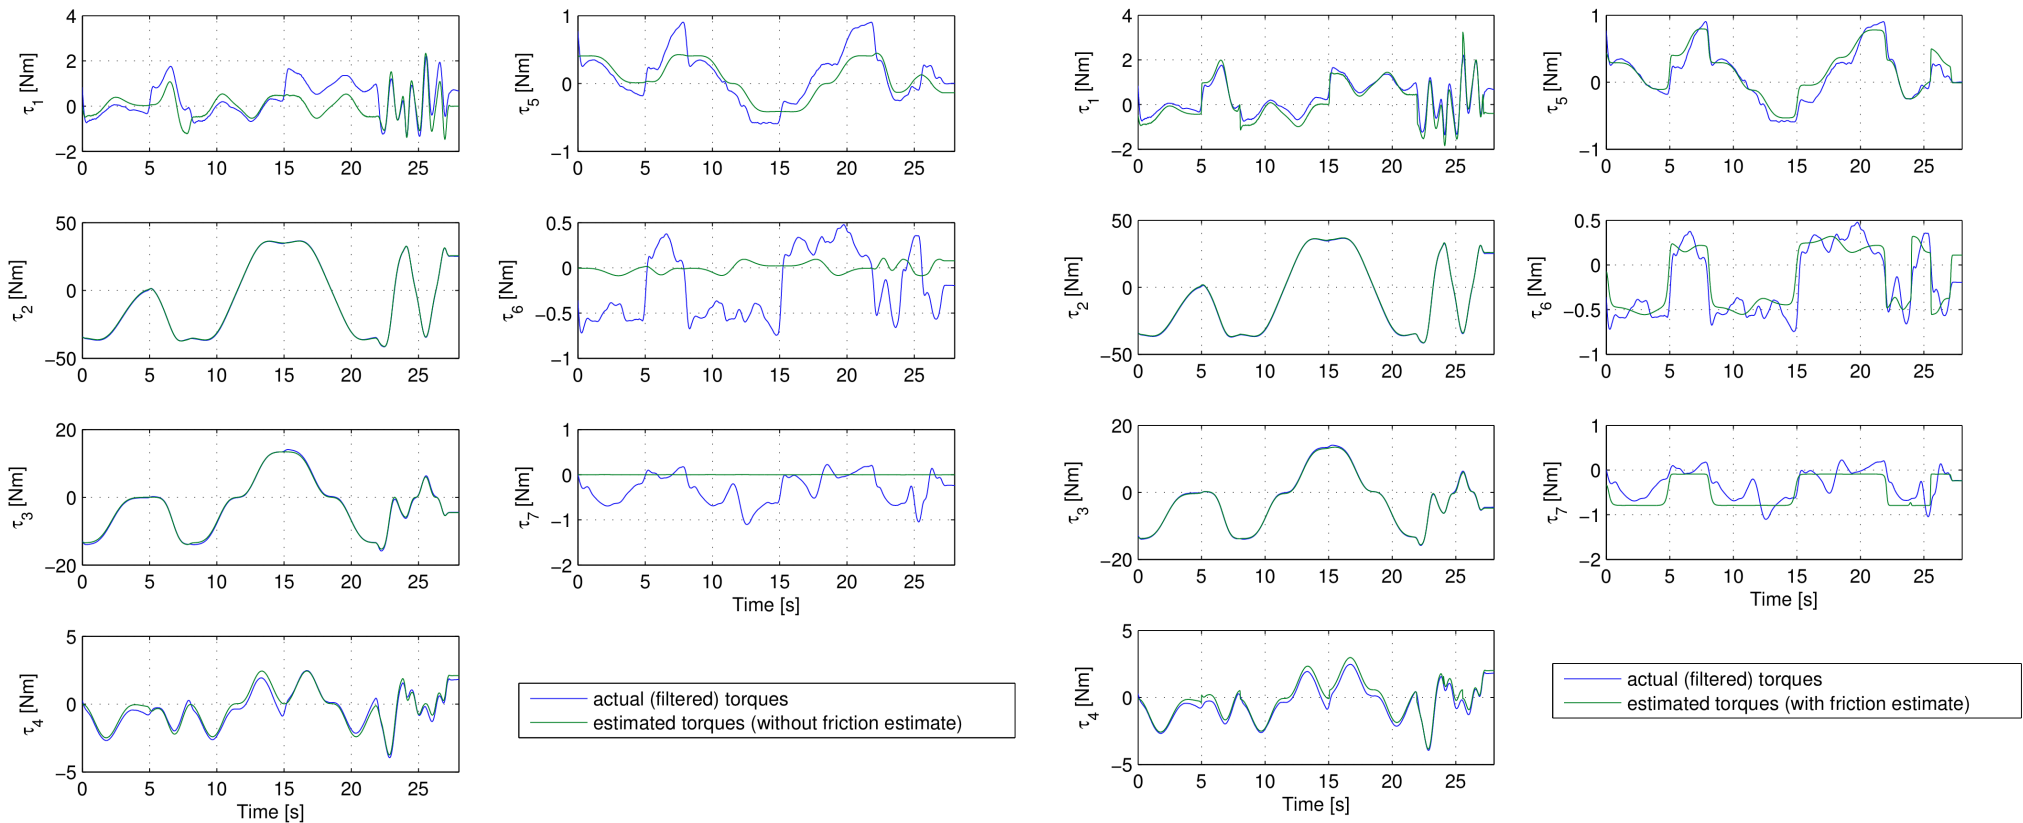 4
2
0
−2
τ1 [Nm]
0 5 10 15 20 25
1
0
−1
τ5 [Nm]
0 5 10 15 20 25
4
2
0
−2
τ1 [Nm]
0 5 10 15 20 25
1
0
−1
τ5 [Nm]
0 5 10 15 20 25
50
0
−50
τ2 [Nm]
0 5 10 15 20 25
0.5
0
−0.5
−1
τ6 [Nm]
0 5 10 15 20 25
50
0
−50
τ2 [Nm]
0 5 10 15 20 25
0.5
0
−0.5
−1
τ6 [Nm]
0 5 10 15 20 25
20
0
−20
τ3 [Nm]
0 5 10 15 20 25
1
0
−1
−2
τ7 [Nm]
0 5 10 15 20 25
Time [s]
20
0
−20
τ3 [Nm]
0 5 10 15 20 25
1
0
−1
−2
τ7 [Nm]
0 5 10 15 20 25
Time [s]
5
0
−5
τ4 [Nm]
0 5 10 15 20 25
Time [s]
actual (filtered) torques
estimated torques (without friction estimate)
5
0
−5
τ4 [Nm]
0 5 10 15 20 25
Time [s]
actual (filtered) torques
estimated torques (with friction estimate)